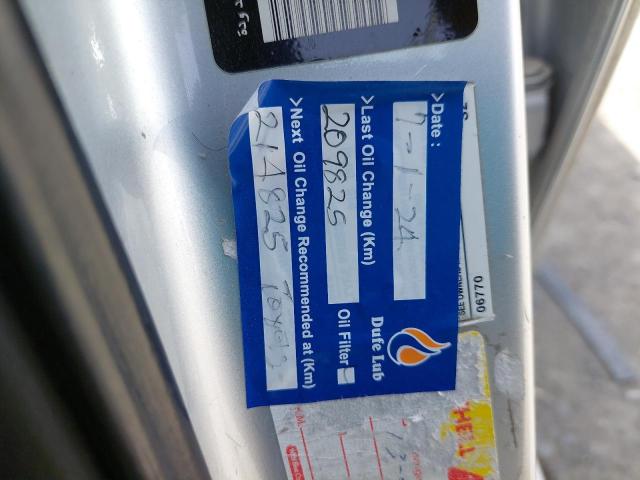 >Date :
7-1-24
>Last Oil Change (Km)
209825
Oil Filter
>Next Oil Change Recommended at (Km)
214825
Dufe Lub
06770